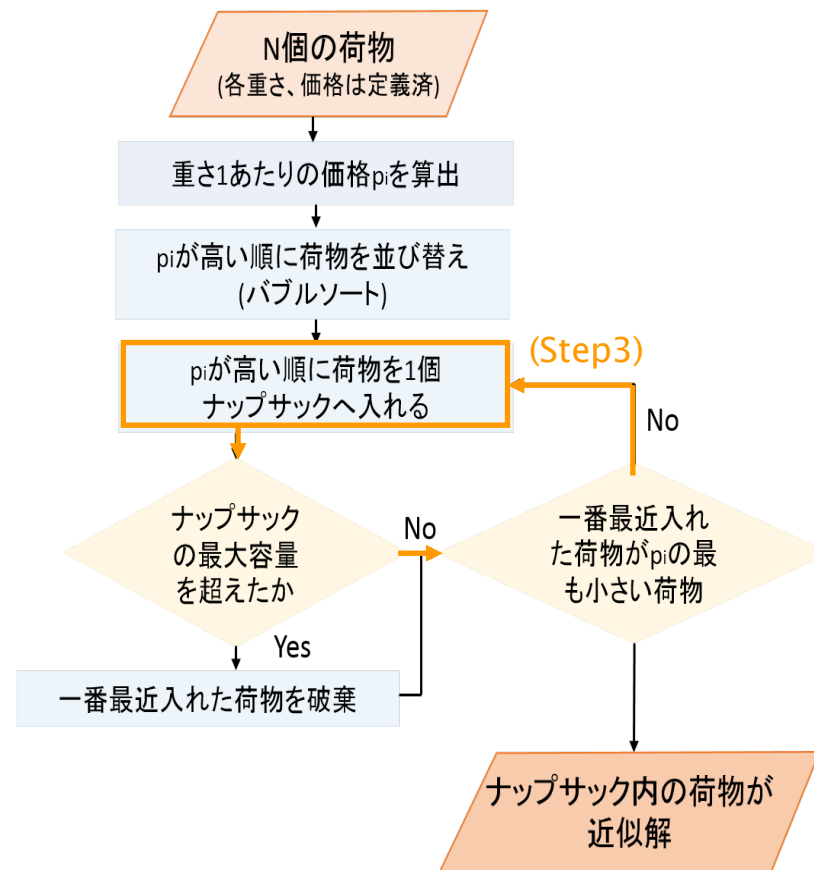 N個の荷物
(各重さ、価格は定義済)
重さ1あたりの価格piを算出
piが高い順に荷物を並び替え
(バブルソート)
(Step3)
piが高い順に荷物を1個
ナップサックへ入れる
No
ナップサック
の最大容量
を超えたか
No
一番最近入れ
た荷物がpiの最
も小さい荷物
Yes
一番最近入れた荷物を破棄
ナップサック内の荷物が
近似解